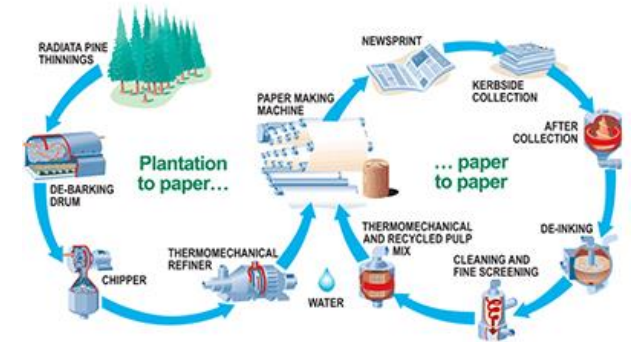 RADIATA PINE
THINNINGS
DE-BARKING
DRUM
CHIPPER
THERMOMECHANICAL
REFINER
Plantation
to paper...
PAPER MAKING
MACHINE
WATER
NEWSPRINT
KERBSIDE
COLLECTION
AFTER
COLLECTION
... paper
to paper
DE-INKING
CLEANING AND
FINE SCREENING
THERMOMECHANICAL
AND RECYCLED PULP
MIX